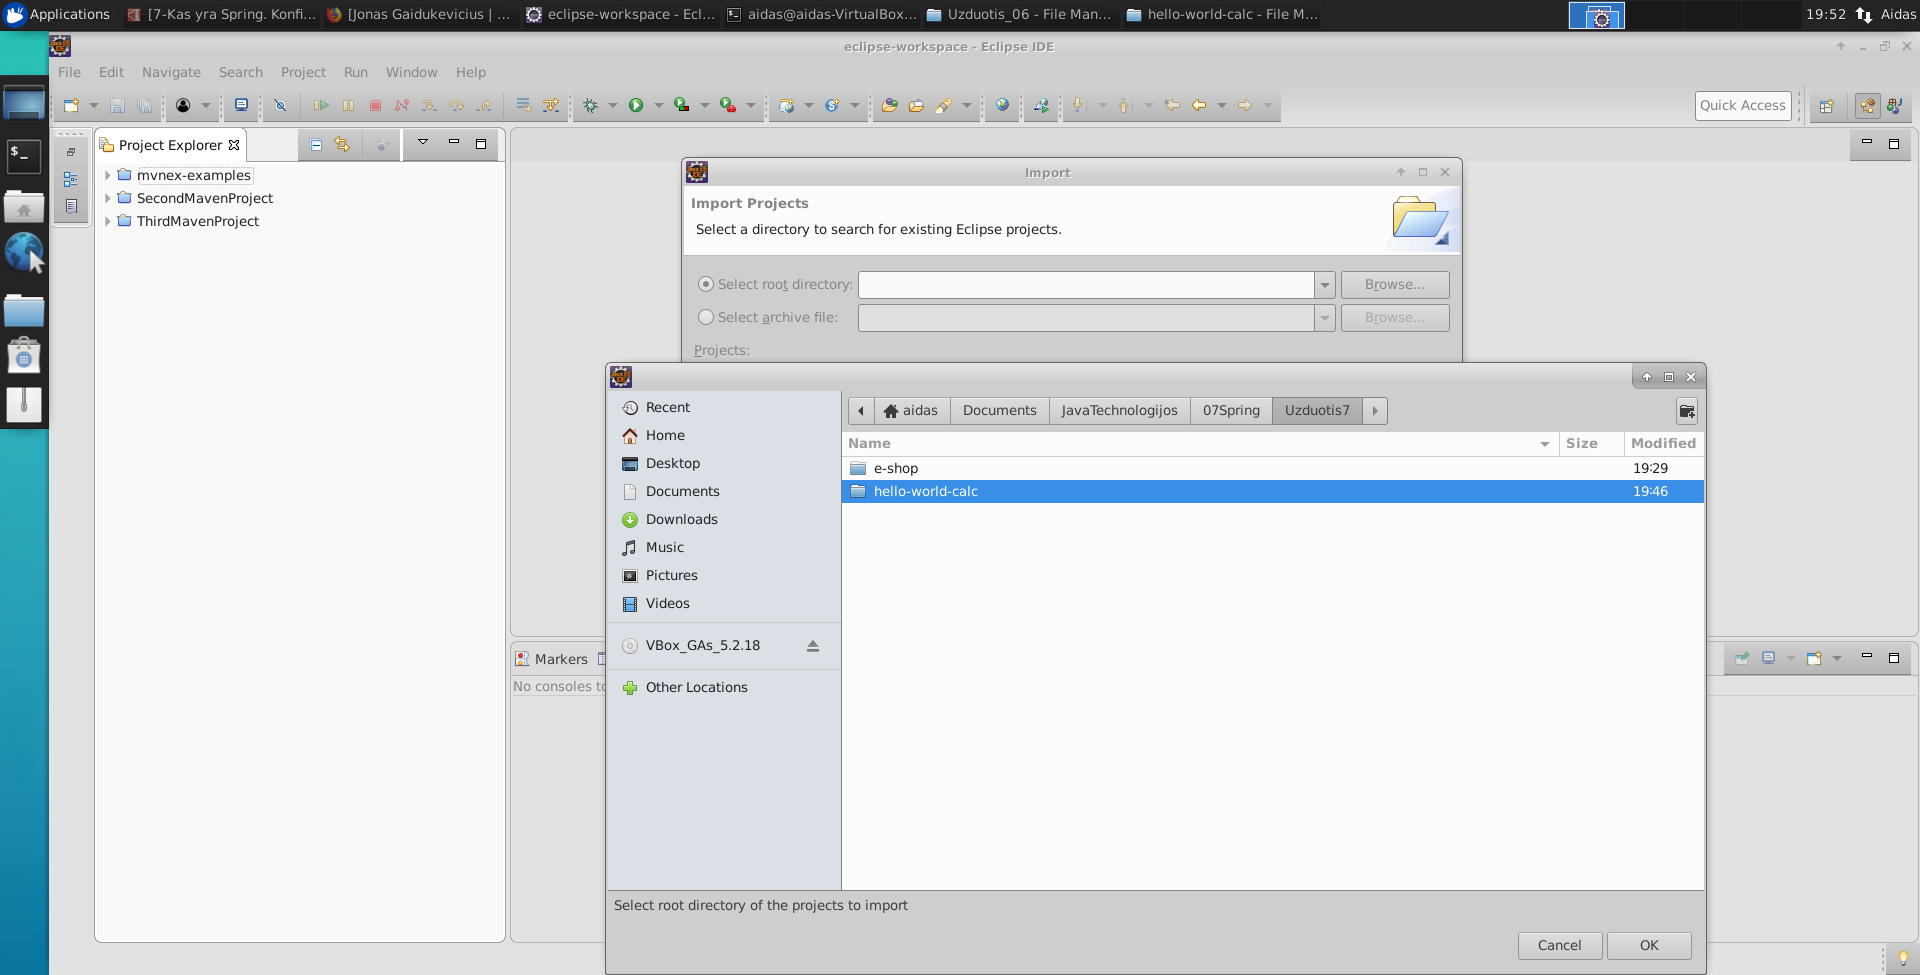 Applications
[7-Kas yra Spring. Konfi...
[Jonas Gaidukevicius | ...
eclipse-workspace - Ecl...
aidas@aidas-VirtualBox...
Uzduotis_06 - File Man...
hello-world-calc - File M...
19:52
Aidas
eclipse-workspace - Eclipse IDE
File Edit Navigate Search Project Run Window Help
Quick Access
Project Explorer
mvnex-examples
SecondMavenProject
ThirdMavenProject
Import
Import Projects
Select a directory to search for existing Eclipse projects.
Select root directory:
Browse...
Select archive file:
Browse...
Projects:
Recent
Home
Desktop
Documents
Downloads
Music
Pictures
Videos
VBox_GAs_5.2.18
Other Locations
aidas Documents JavaTechnologijos 07Spring Uzduotis7
Name Size Modified
e-shop 19:29
hello-world-calc 19:46
Select root directory of the projects to import
Cancel OK
Markers
No consoles to